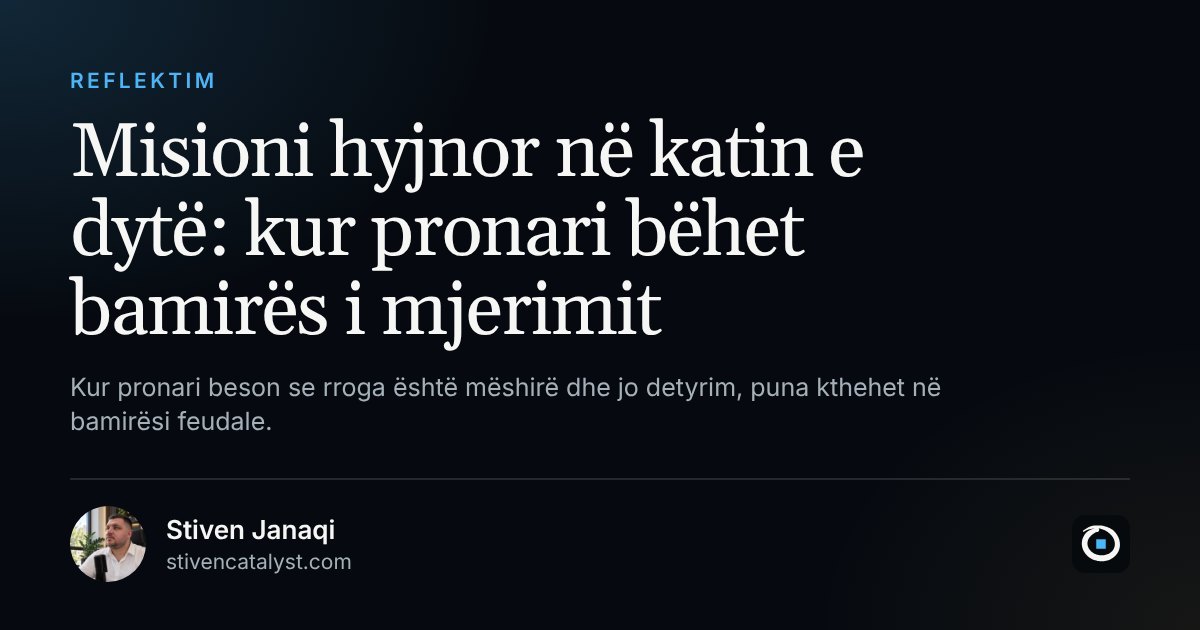 REFLEKTIM
Misioni hyjnor në katin e
dytë: kur pronari bëhet
bamirës i mjerimit
Kur pronari beson se rroga është mëshirë dhe jo detyrim, puna kthehet në
bamirësi feudale.
Stiven Janaqi
stivencatalyst.com